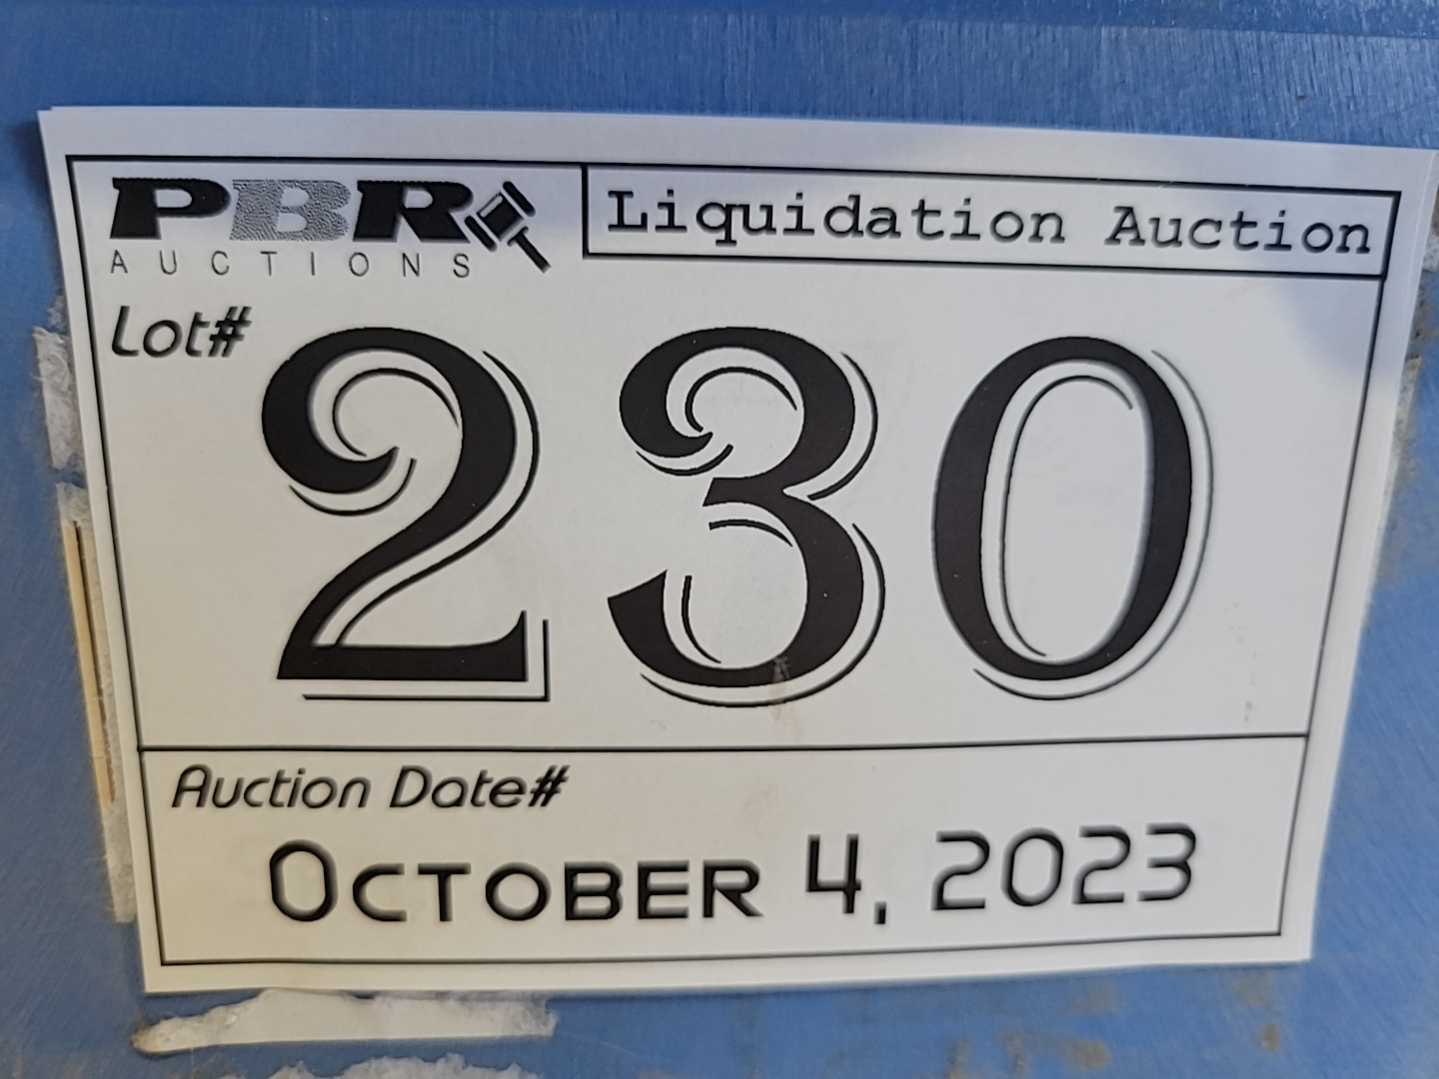 PBR
AUCTIONS
Liquidation Auction
Lot#
230
Auction Date#
OCTOBER 4, 2023